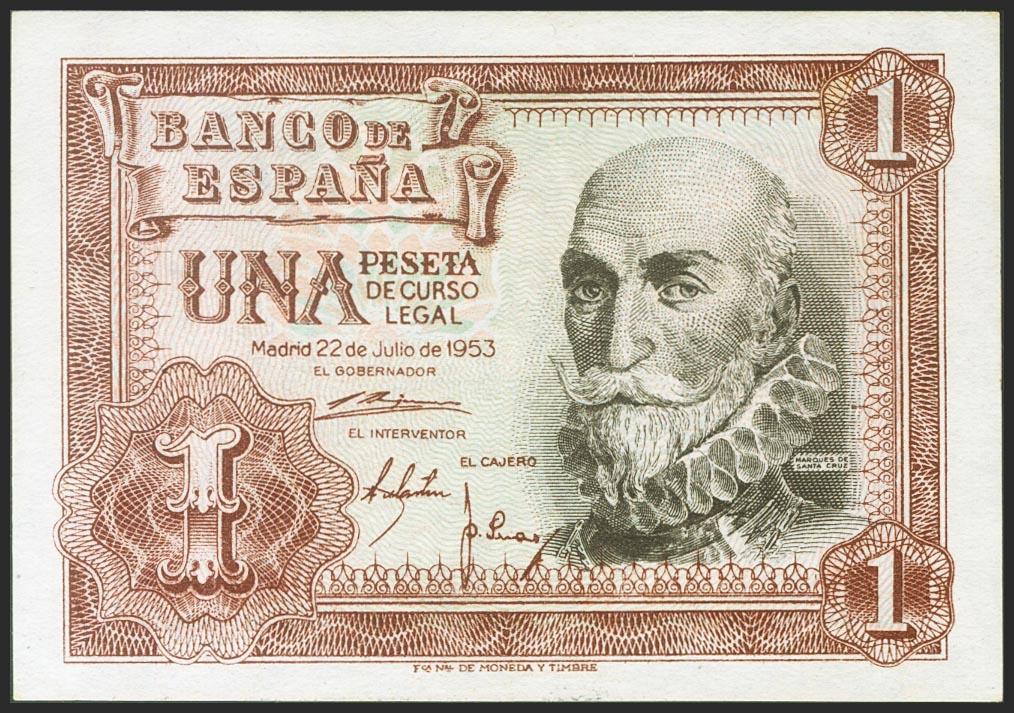 BANCO DE
ESPAÑA
UNA PESETA
DE CURSO
LEGAL
Madrid 22 de Julio de 1953
EL GOBERNADOR
EL INTERVENTOR
EL CAJERO
MARQUES DE
SANTA CRUZ
1
1
1
Fca. Nal. DE MONEDA Y TIMBRE